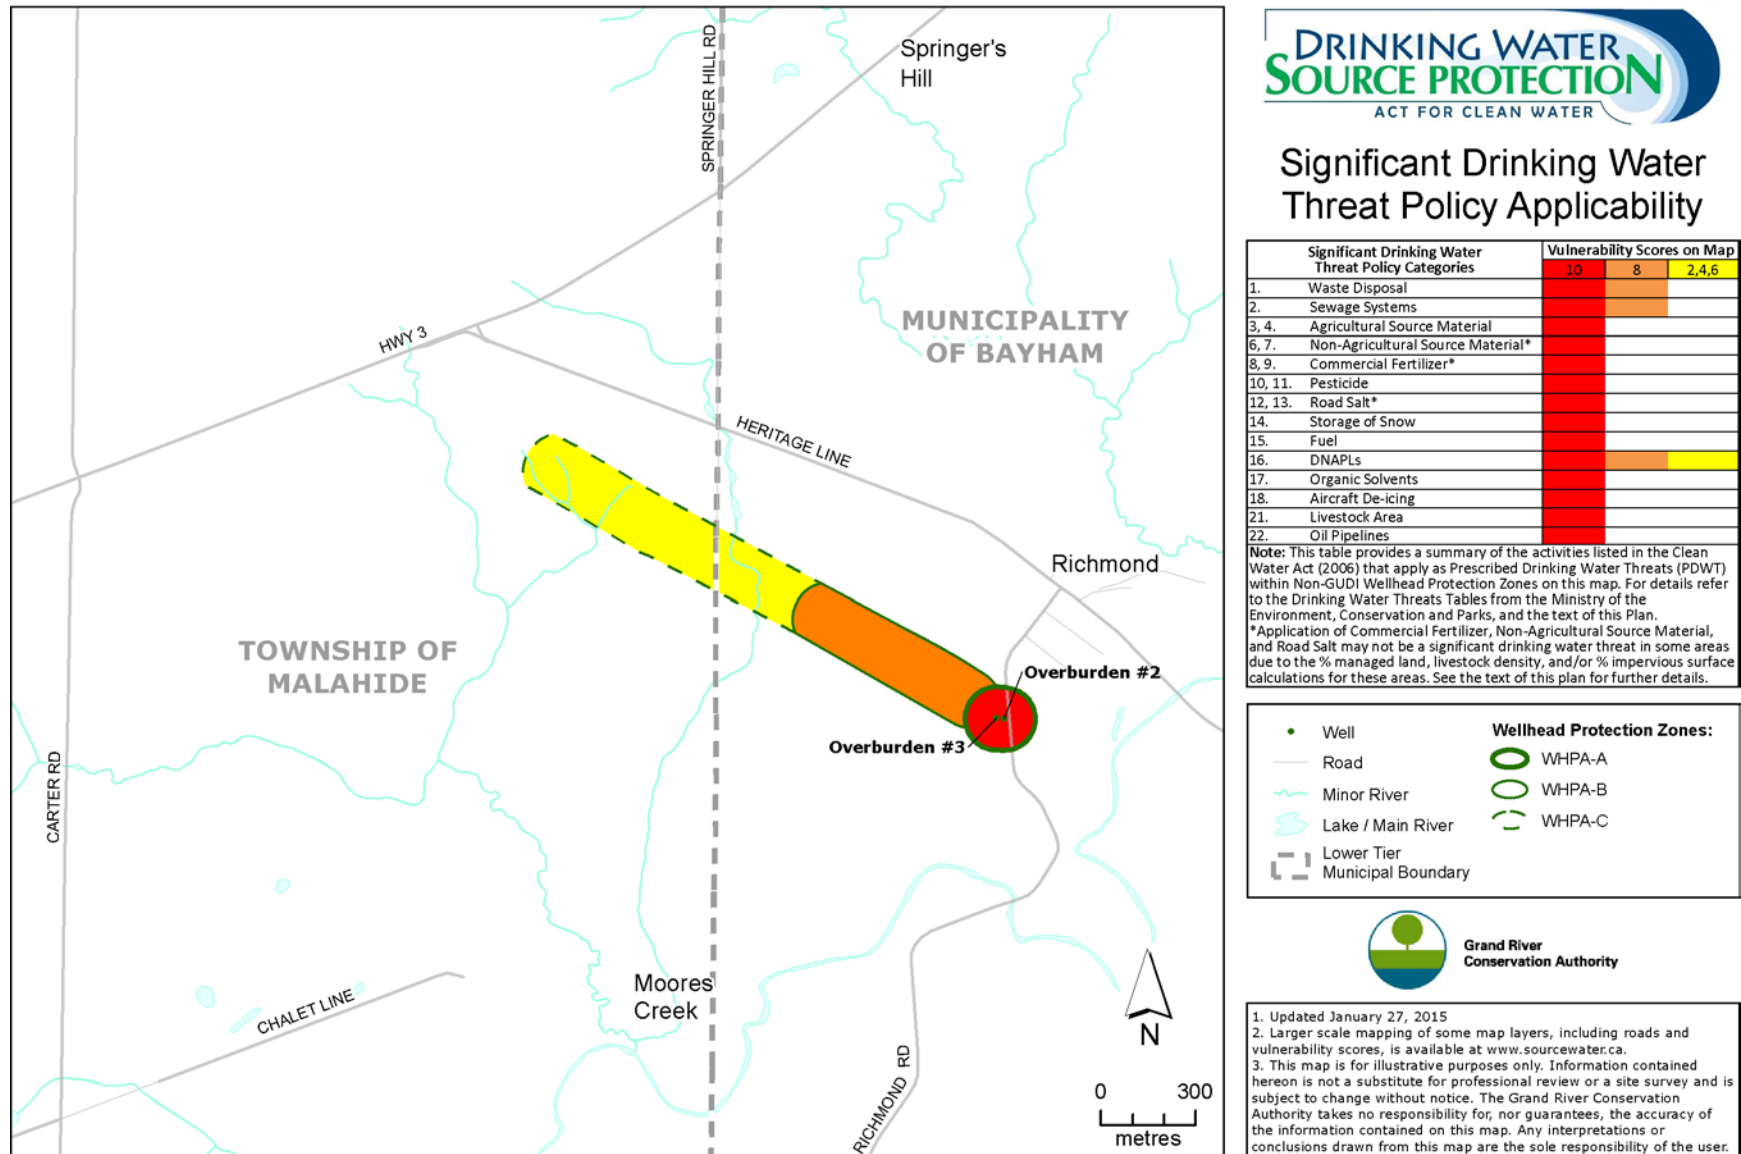 SPRINGER HILL RD
Springer's
Hill
HWY 3
MUNICIPALITY
OF BAYHAM
HERITAGE LINE
Richmond
TOWNSHIP OF
MALAHIDE
Overburden #2
Overburden #3
CARTER RD
Moores
Creek
CHALET LINE
RICHMOND RD
N
0 300
metres
DRINKING WATER
SOURCE PROTECTION
ACT FOR CLEAN WATER
Significant Drinking Water
Threat Policy Applicability
Significant Drinking Water
Threat Policy Categories
Vulnerability Scores on Map
10 8 2,4,6
1. Waste Disposal
2. Sewage Systems
3, 4. Agricultural Source Material
6, 7. Non-Agricultural Source Material*
8, 9. Commercial Fertilizer*
10, 11. Pesticide
12, 13. Road Salt*
14. Storage of Snow
15. Fuel
16. DNAPLs
17. Organic Solvents
18. Aircraft De-icing
21. Livestock Area
22. Oil Pipelines
Note: This table provides a summary of the activities listed in the Clean
Water Act (2006) that apply as Prescribed Drinking Water Threats (PDWT)
within Non-GUDI Wellhead Protection Zones on this map. For details refer
to the Drinking Water Threats Tables from the Ministry of the
Environment, Conservation and Parks, and the text of this Plan.
*Application of Commercial Fertilizer, Non-Agricultural Source Material,
and Road Salt may not be a significant drinking water threat in some areas
due to the % managed land, livestock density, and/or % impervious surface
calculations for these areas. See the text of this plan for further details.
Well
Road
Minor River
Lake / Main River
Lower Tier
Municipal Boundary
Wellhead Protection Zones:
WHPA-A
WHPA-B
WHPA-C
Grand River
Conservation Authority
1. Updated January 27, 2015
2. Larger scale mapping of some map layers, including roads and
vulnerability scores, is available at www.sourcewater.ca.
3. This map is for illustrative purposes only. Information contained
hereon is not a substitute for professional review or a site survey and is
subject to change without notice. The Grand River Conservation
Authority takes no responsibility for, nor guarantees, the accuracy of
the information contained on this map. Any interpretations or
conclusions drawn from this map are the sole responsibility of the user.